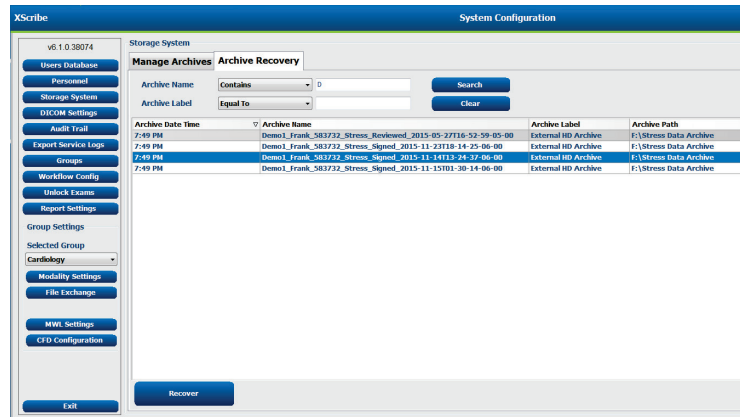 XScribe
System Configuration
v6.1.0.38074
Users Database
Personnel
Storage System
DICOM Settings
Audit Trail
Export Service Logs
Groups
Workflow Config
Unlock Exams
Report Settings
Group Settings
Selected Group
Cardiology
Modality Settings
File Exchange
MWL Settings
CFD Configuration
Exit
Storage System
Manage Archives Archive Recovery
Archive Name Contains D Search
Archive Label Equal To Clear
Archive Date Time Archive Name Archive Label Archive Path
7:49 PM Demo1_Frank_583732_Stress_Reviewed_2015-05-27T16-52-59-05-00 External HD Archive F:\Stress Data Archive
7:49 PM Demo1_Frank_583732_Stress_Signed_2015-11-23T18-14-25-06-00 External HD Archive F:\Stress Data Archive
7:49 PM Demo1_Frank_583732_Stress_Signed_2015-11-14T13-24-37-06-00 External HD Archive F:\Stress Data Archive
7:49 PM Demo1_Frank_583732_Stress_Signed_2015-11-15T01-30-14-06-00 External HD Archive F:\Stress Data Archive
Recover